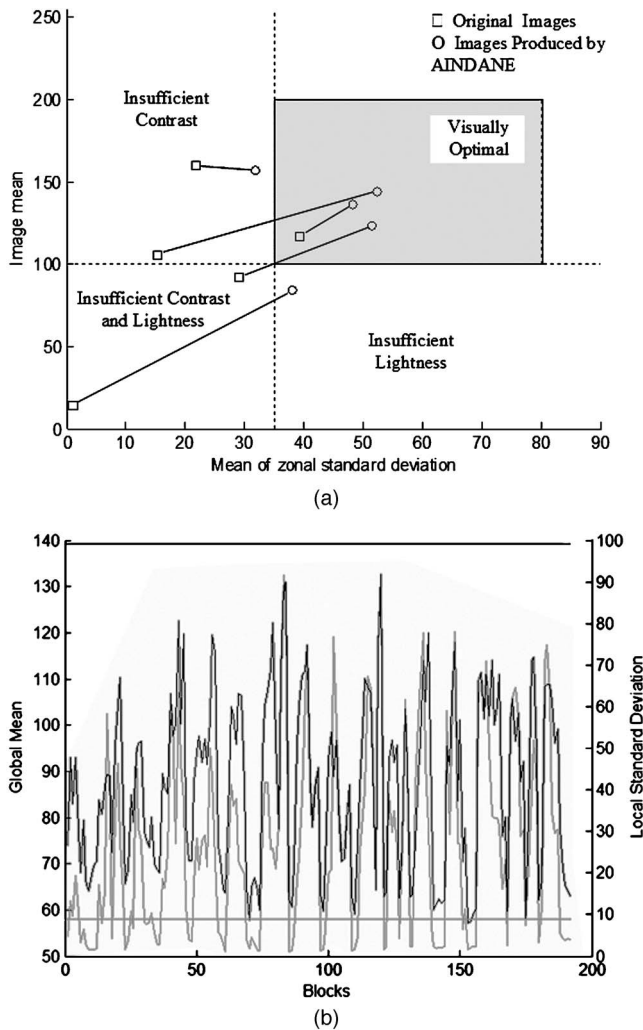 250
200
150
100
50
0
Image mean
□ Original Images
○ Images Produced by
AINDANE
Insufficient
Contrast
Visually
Optimal
Insufficient Contrast
and Lightness
Insufficient
Lightness
0 10 20 30 40 50 60 70 80 90
Mean of zonal standard deviation
(a)
140
130
120
110
100
90
80
70
60
50
Global Mean
100
90
80
70
60
50
40
30
20
10
0
Local Standard Deviation
0 50 100 150 200
Blocks
(b)